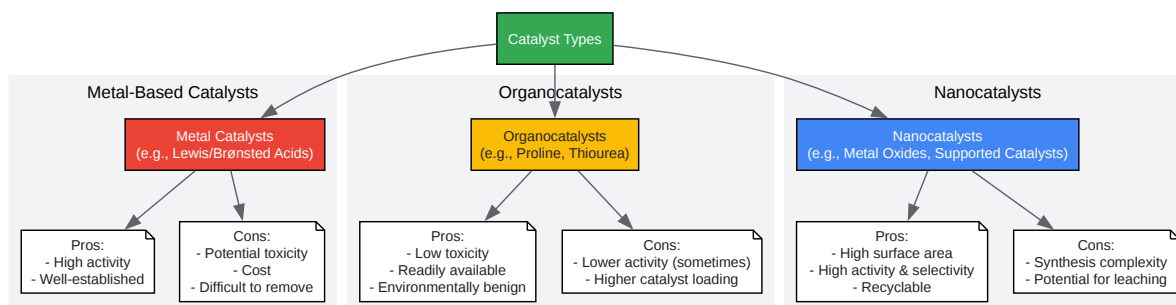 Catalyst Types
Metal-Based Catalysts
Metal Catalysts
(e.g., Lewis/Brønsted Acids)
Pros:
- High activity
- Well-established
Cons:
- Potential toxicity
- Cost
- Difficult to remove
Organocatalysts
Organocatalysts
(e.g., Proline, Thiourea)
Pros:
- Low toxicity
- Readily available
- Environmentally benign
Cons:
- Lower activity (sometimes)
- Higher catalyst loading
Nanocatalysts
Nanocatalysts
(e.g., Metal Oxides, Supported Catalysts)
Pros:
- High surface area
- High activity & selectivity
- Recyclable
Cons:
- Synthesis complexity
- Potential for leaching